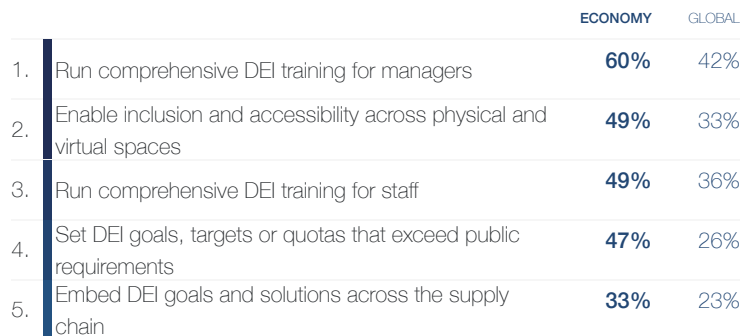 ECONOMY GLOBAL
1. Run comprehensive DEI training for managers 60% 42%
2. Enable inclusion and accessibility across physical and
virtual spaces 49% 33%
3. Run comprehensive DEI training for staff 49% 36%
4. Set DEI goals, targets or quotas that exceed public
requirements 47% 26%
5. Embed DEI goals and solutions across the supply
chain 33% 23%